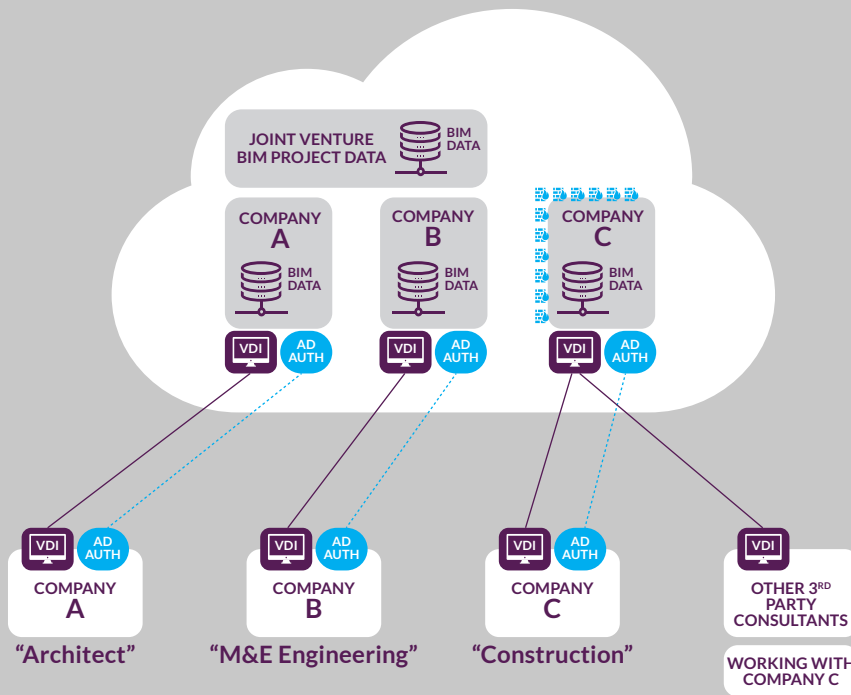 JOINT VENTURE
BIM PROJECT DATA
BIM
DATA
COMPANY
A
BIM
DATA
COMPANY
B
BIM
DATA
COMPANY
C
BIM
DATA
VDI
AD
AUTH
VDI
AD
AUTH
VDI
AD
AUTH
VDI
AD
AUTH
COMPANY
A
“Architect”
VDI
AD
AUTH
COMPANY
B
“M&E Engineering”
VDI
AD
AUTH
COMPANY
C
“Construction”
VDI
OTHER 3RD
PARTY
CONSULTANTS
WORKING WITH
COMPANY C